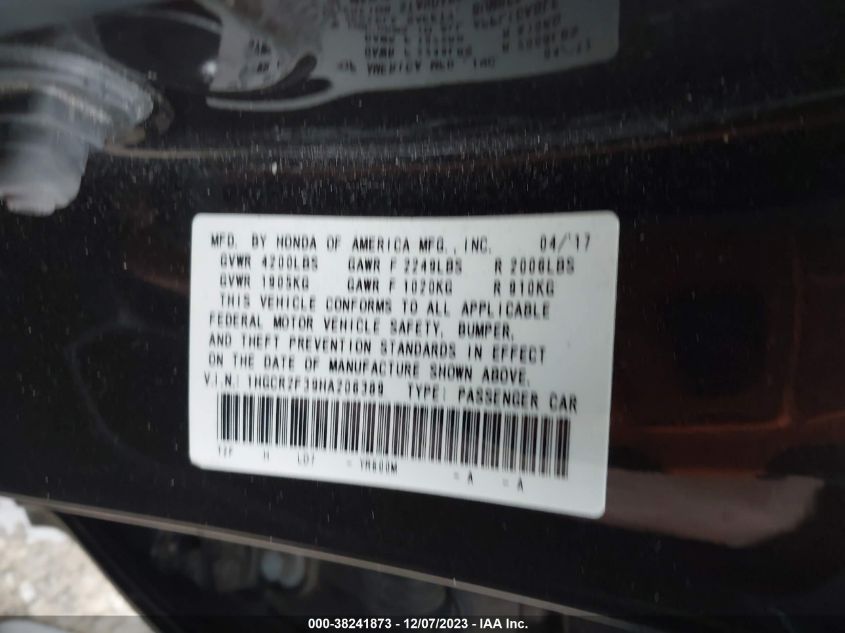 MFD. BY HONDA OF AMERICA MFG., INC. 04/'17
GVWR 4200LBS GAWR F 2249LBS R 2006LBS
GVWR 1905KG GAWR F 1020KG R 910KG
THIS VEHICLE CONFORMS TO ALL APPLICABLE
FEDERAL MOTOR VEHICLE SAFETY, BUMPER,
AND THEFT PREVENTION STANDARDS IN EFFECT
ON THE DATE OF MANUFACTURE SHOWN ABOVE.
V.I.N.: 1HGCR2F39HA206389 TYPE: PASSENGER CAR
H = A = A
000-38241873 - 12/07/2023 - IAA Inc.